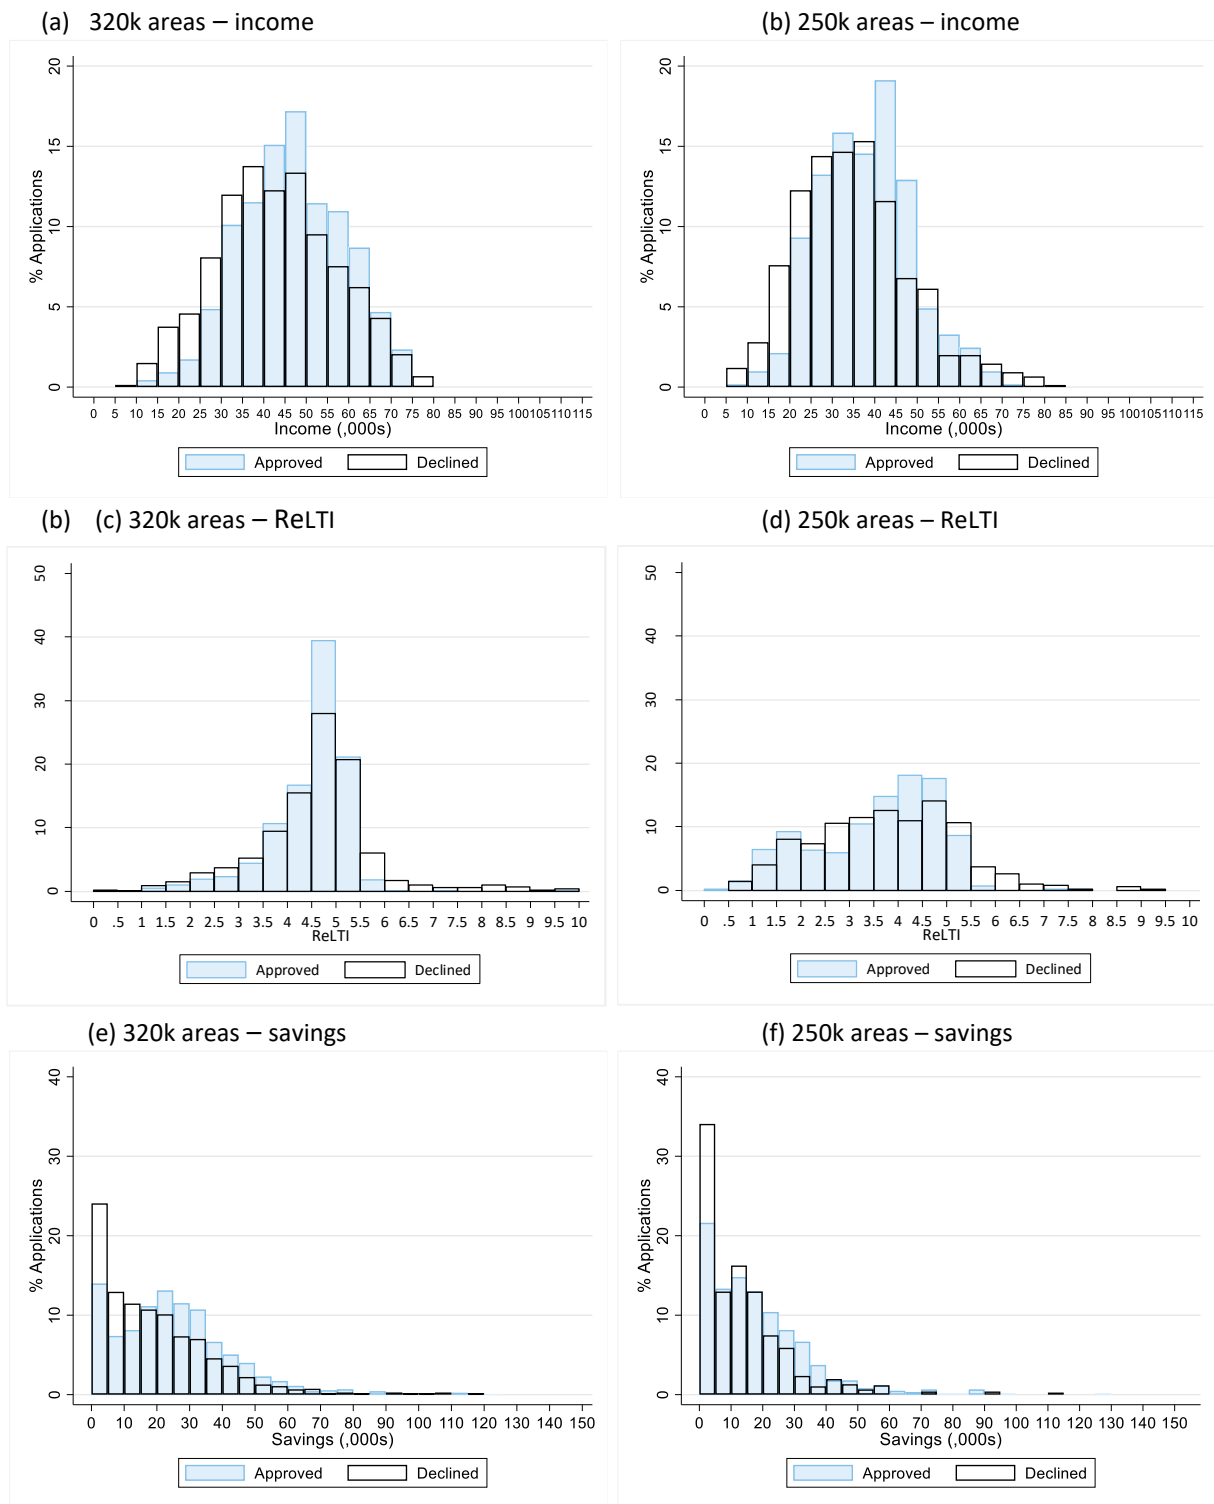 (a) 320k areas – income
(b) 250k areas – income
20
15
10
5
0
% Applications
0 5 10 15 20 25 30 35 40 45 50 55 60 65 70 75 80 85 90 95 100105110115
Income (,000s)
Approved Declined
20
15
10
5
0
% Applications
0 5 10 15 20 25 30 35 40 45 50 55 60 65 70 75 80 85 90 95 100105110115
Income (,000s)
Approved Declined
(b) (c) 320k areas – ReLTI
(d) 250k areas – ReLTI
50
40
30
20
10
0
0 .5 1 1.5 2 2.5 3 3.5 4 4.5 5 5.5 6 6.5 7 7.5 8 8.5 9 9.5 10
ReLTI
Approved Declined
50
40
30
20
10
0
0 .5 1 1.5 2 2.5 3 3.5 4 4.5 5 5.5 6 6.5 7 7.5 8 8.5 9 9.5 10
ReLTI
Approved Declined
(e) 320k areas – savings
(f) 250k areas – savings
40
30
20
10
0
% Applications
0 10 20 30 40 50 60 70 80 90 100 110 120 130 140 150
Savings (,000s)
Approved Declined
40
30
20
10
0
% Applications
0 10 20 30 40 50 60 70 80 90 100 110 120 130 140 150
Savings (,000s)
Approved Declined